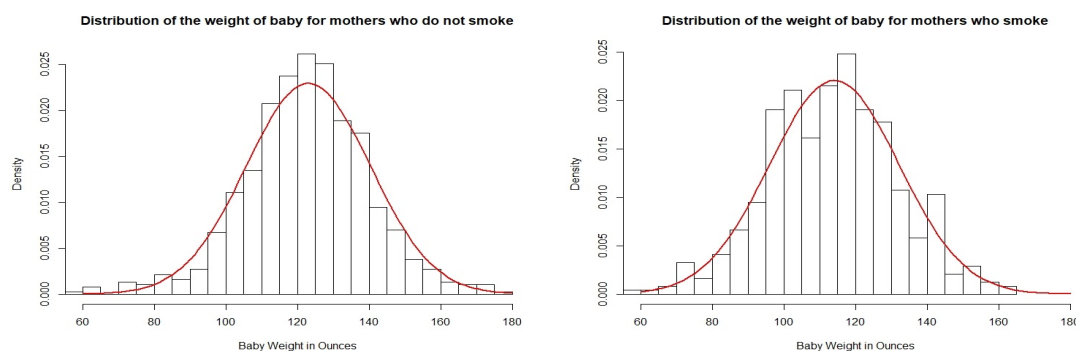 Distribution of the weight of baby for mothers who do not smoke
Density
0.000 0.005 0.010 0.015 0.020 0.025
60 80 100 120 140 160 180
Baby Weight in Ounces
Distribution of the weight of baby for mothers who smoke
Density
0.000 0.005 0.010 0.015 0.020 0.025
60 80 100 120 140 160 180
Baby Weight in Ounces